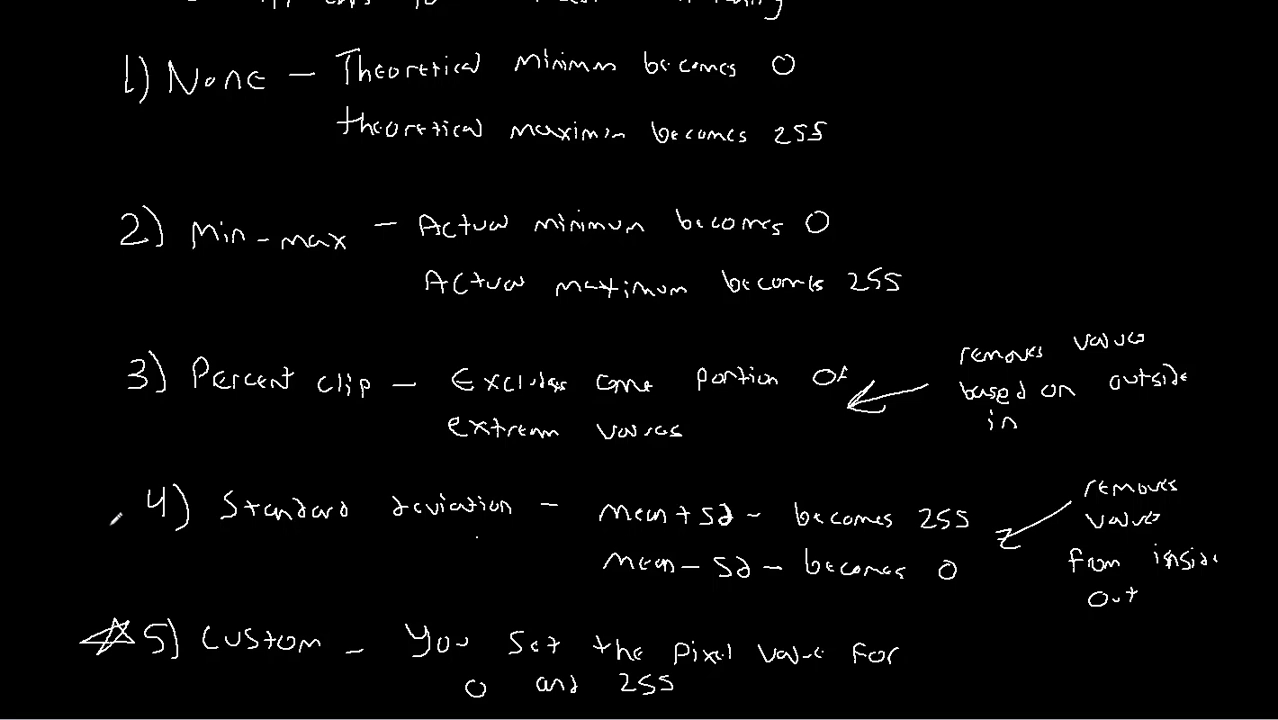 1) None — Theoretical minimum becomes 0
theoretical maximum becomes 255
2) Min-max — Actual minimum becomes 0
Actual maximum becomes 255
3) Percent clip — Excludes some portion of
extreme values
removes values
based on outside
in
4) Standard deviation — mean + sd — becomes 255
mean - sd — becomes 0
removes
values
from inside
out
5) Custom — You set the pixel value for
0 and 255